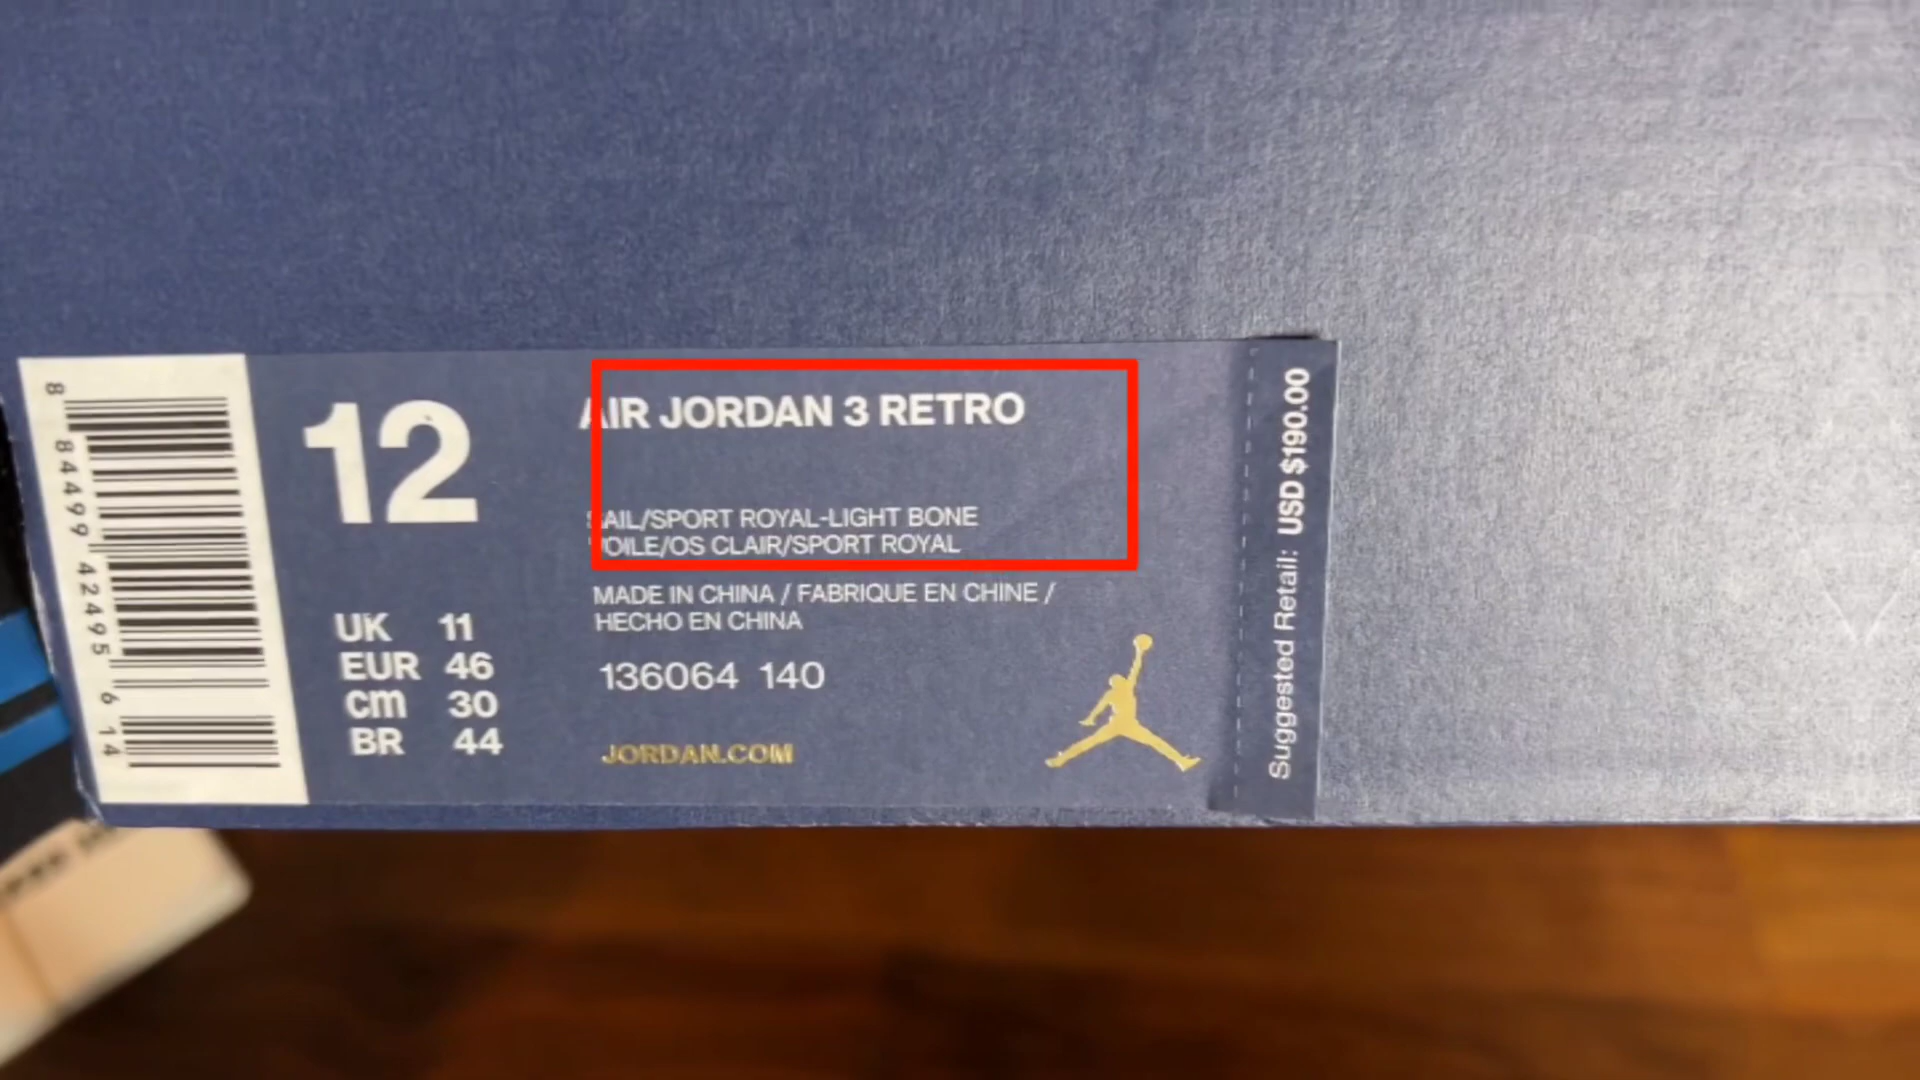 8 84499 42495 6 14
12
AIR JORDAN 3 RETRO
SAIL/SPORT ROYAL-LIGHT BONE
VOILE/OS CLAIR/SPORT ROYAL
MADE IN CHINA / FABRIQUE EN CHINE /
HECHO EN CHINA
136064 140
UK 11
EUR 46
cm 30
BR 44
JORDAN.COM
Suggested Retail: USD $190.00